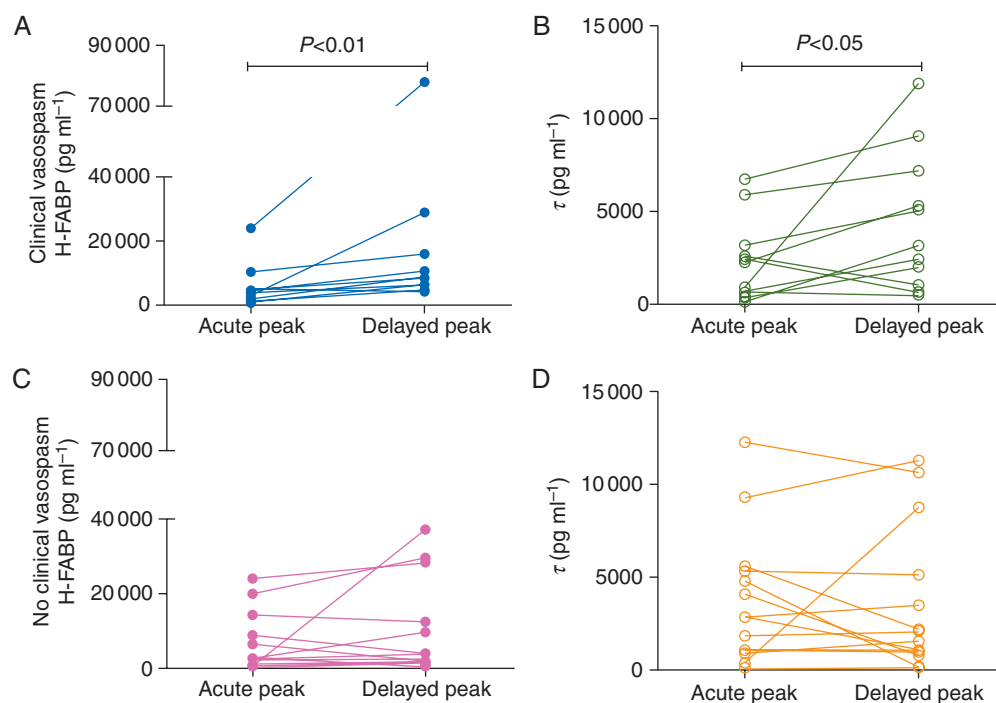 A
Clinical vasospasm
H-FABP (pg ml⁻¹)
90 000
70 000
40 000
20 000
0
P<0.01
Acute peak
Delayed peak
B
τ (pg ml⁻¹)
15 000
10 000
5000
0
P<0.05
Acute peak
Delayed peak
C
No clinical vasospasm
H-FABP (pg ml⁻¹)
90 000
70 000
40 000
20 000
0
Acute peak
Delayed peak
D
τ (pg ml⁻¹)
15 000
10 000
5000
0
Acute peak
Delayed peak